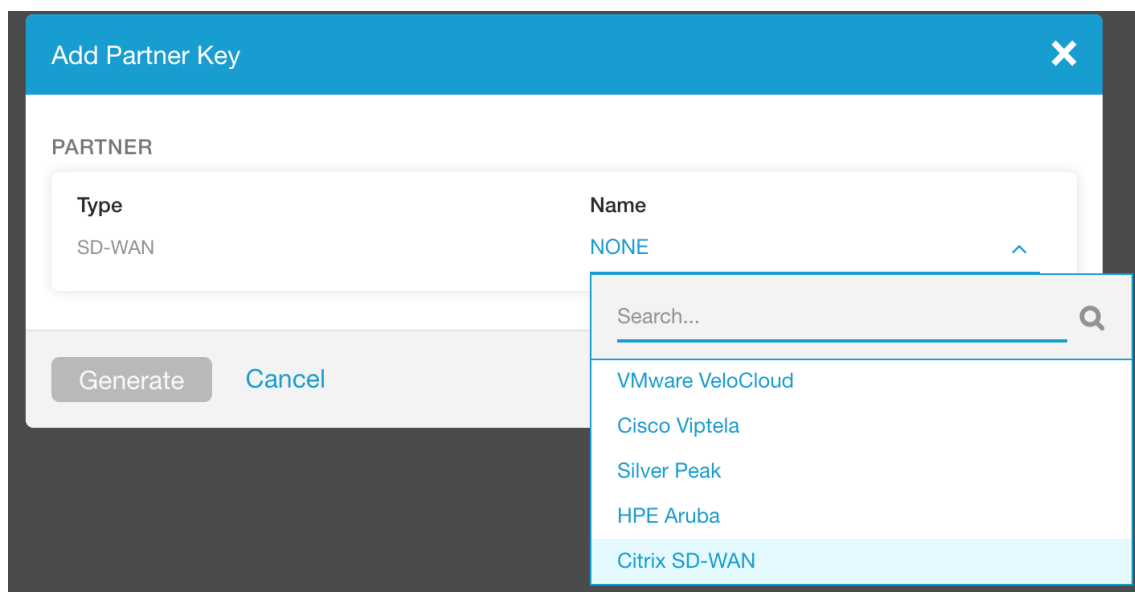 Add Partner Key
PARTNER
Type
Name
SD-WAN
NONE
Search...
Generate
Cancel
VMware VeloCloud
Cisco Viptela
Silver Peak
HPE Aruba
Citrix SD-WAN